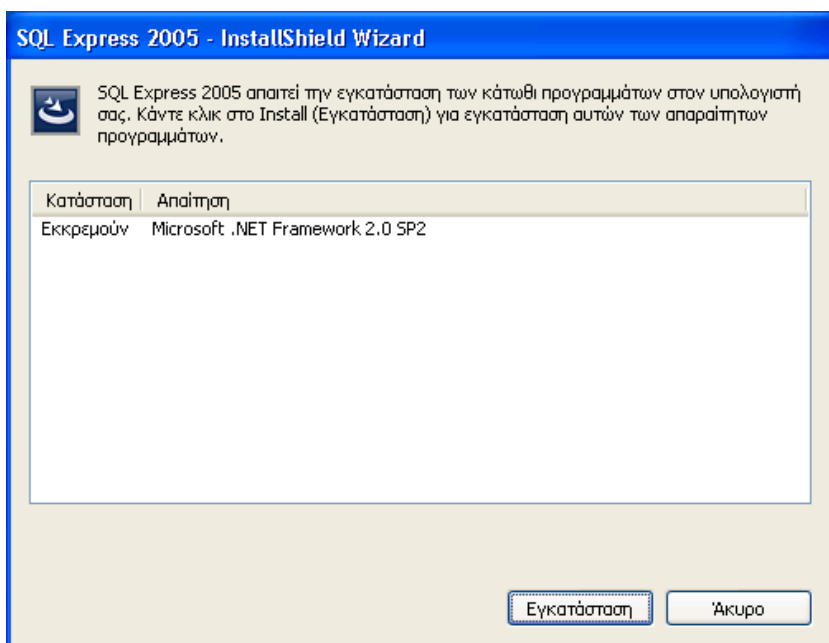 SQL Express 2005 - InstallShield Wizard
SQL Express 2005 απαιτεί την εγκατάσταση των κάτωθι προγραμμάτων στον υπολογιστή
σας. Κάντε κλικ στο Install (Εγκατάσταση) για εγκατάσταση αυτών των απαραίτητων
προγραμμάτων.
Κατάσταση Απαίτηση
Εκκρεμούν Microsoft .NET Framework 2.0 SP2
Εγκατάσταση Άκυρο